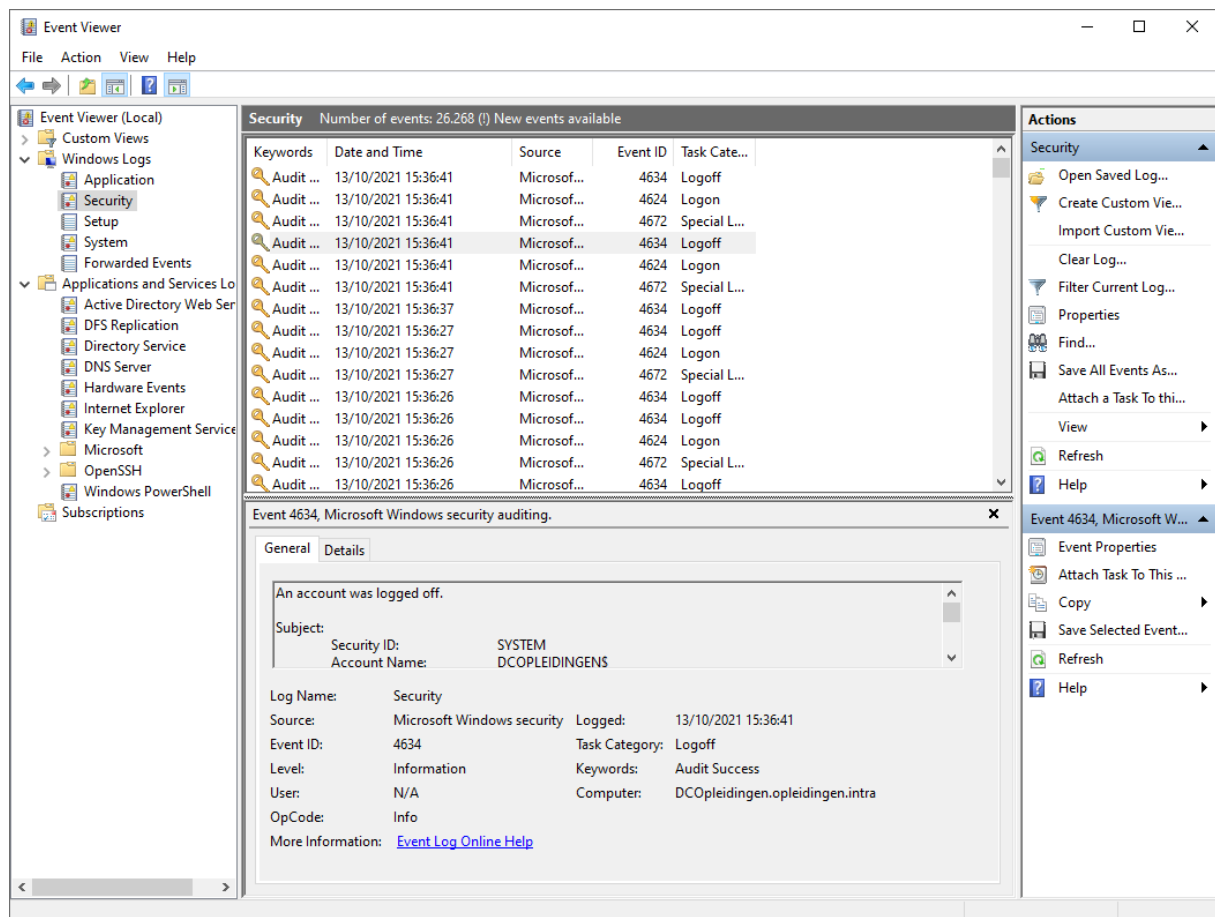 Event Viewer
File Action View Help
Event Viewer (Local)
Custom Views
Windows Logs
Application
Security
Setup
System
Forwarded Events
Applications and Services Lo
Active Directory Web Ser
DFS Replication
Directory Service
DNS Server
Hardware Events
Internet Explorer
Key Management Service
Microsoft
OpenSSH
Windows PowerShell
Subscriptions
Security Number of events: 26.268 (!) New events available
Keywords Date and Time Source Event ID Task Cate...
Audit ... 13/10/2021 15:36:41 Microsof... 4634 Logoff
Audit ... 13/10/2021 15:36:41 Microsof... 4624 Logon
Audit ... 13/10/2021 15:36:41 Microsof... 4672 Special L...
Audit ... 13/10/2021 15:36:41 Microsof... 4634 Logoff
Audit ... 13/10/2021 15:36:41 Microsof... 4624 Logon
Audit ... 13/10/2021 15:36:41 Microsof... 4672 Special L...
Audit ... 13/10/2021 15:36:37 Microsof... 4634 Logoff
Audit ... 13/10/2021 15:36:27 Microsof... 4634 Logoff
Audit ... 13/10/2021 15:36:27 Microsof... 4624 Logon
Audit ... 13/10/2021 15:36:27 Microsof... 4672 Special L...
Audit ... 13/10/2021 15:36:26 Microsof... 4634 Logoff
Audit ... 13/10/2021 15:36:26 Microsof... 4634 Logoff
Audit ... 13/10/2021 15:36:26 Microsof... 4624 Logon
Audit ... 13/10/2021 15:36:26 Microsof... 4672 Special L...
Audit ... 13/10/2021 15:36:26 Microsof... 4634 Logoff
Event 4634, Microsoft Windows security auditing.
General Details
An account was logged off.
Subject:
Security ID: SYSTEM
Account Name: DCOPLEIDINGEN$
Log Name: Security
Source: Microsoft Windows security Logged: 13/10/2021 15:36:41
Event ID: 4634 Task Category: Logoff
Level: Information Keywords: Audit Success
User: N/A Computer: DCOpleidingen.opleidingen.intra
OpCode: Info
More Information: Event Log Online Help
Actions
Security
Open Saved Log...
Create Custom Vie...
Import Custom Vie...
Clear Log...
Filter Current Log...
Properties
Find...
Save All Events As...
Attach a Task To thi...
View
Refresh
Help
Event 4634, Microsoft W...
Event Properties
Attach Task To This ...
Copy
Save Selected Event...
Refresh
Help